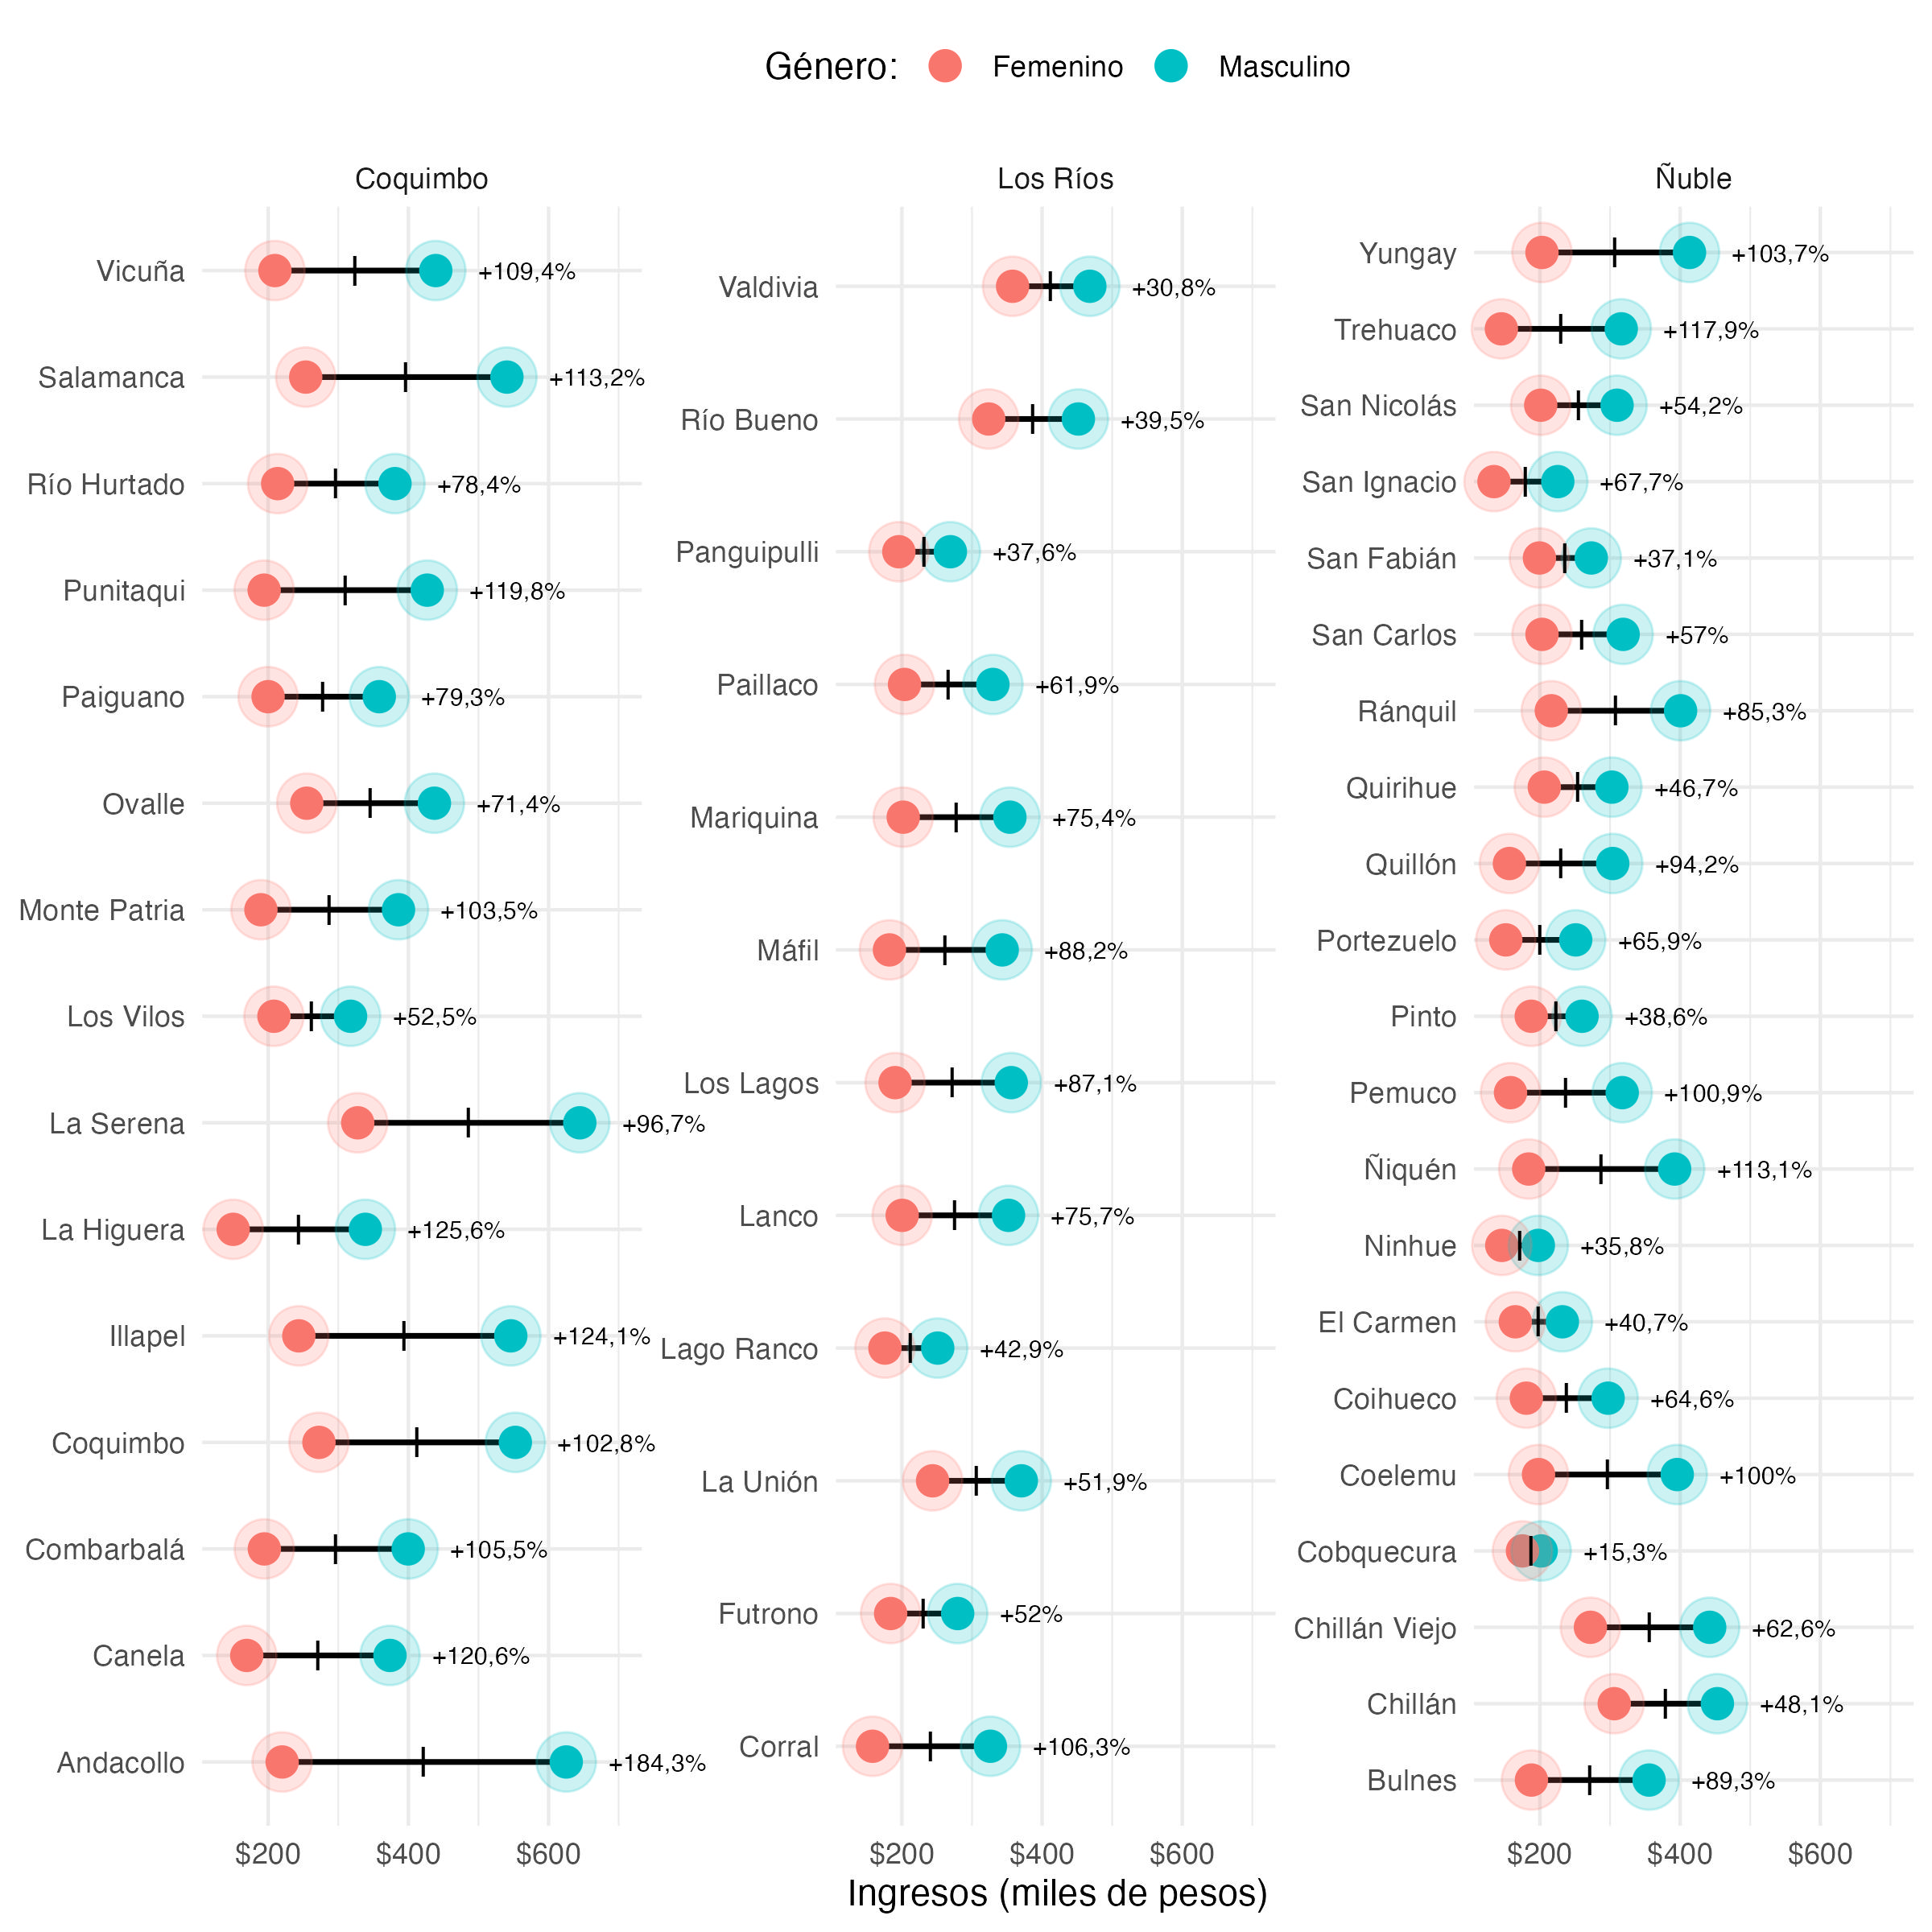 Género: Femenino Masculino
Coquimbo
Vicuña +109,4%
Salamanca +113,2%
Río Hurtado +78,4%
Punitaqui +119,8%
Paiguano +79,3%
Ovalle +71,4%
Monte Patria +103,5%
Los Vilos +52,5%
La Serena +96,7%
La Higuera +125,6%
Illapel +124,1%
Coquimbo +102,8%
Combarbalá +105,5%
Canela +120,6%
Andacollo +184,3%
$200 $400 $600
Los Ríos
Valdivia +30,8%
Río Bueno +39,5%
Panguipulli +37,6%
Paillaco +61,9%
Mariquina +75,4%
Máfil +88,2%
Los Lagos +87,1%
Lanco +75,7%
Lago Ranco +42,9%
La Unión +51,9%
Futrono +52%
Corral +106,3%
$200 $400 $600
Ñuble
Yungay +103,7%
Trehuaco +117,9%
San Nicolás +54,2%
San Ignacio +67,7%
San Fabián +37,1%
San Carlos +57%
Ránquil +85,3%
Quirihue +46,7%
Quillón +94,2%
Portezuelo +65,9%
Pinto +38,6%
Pemuco +100,9%
Ñiquén +113,1%
Ninhue +35,8%
El Carmen +40,7%
Coihueco +64,6%
Coelemu +100%
Cobquecura +15,3%
Chillán Viejo +62,6%
Chillán +48,1%
Bulnes +89,3%
$200 $400 $600
Ingresos (miles de pesos)